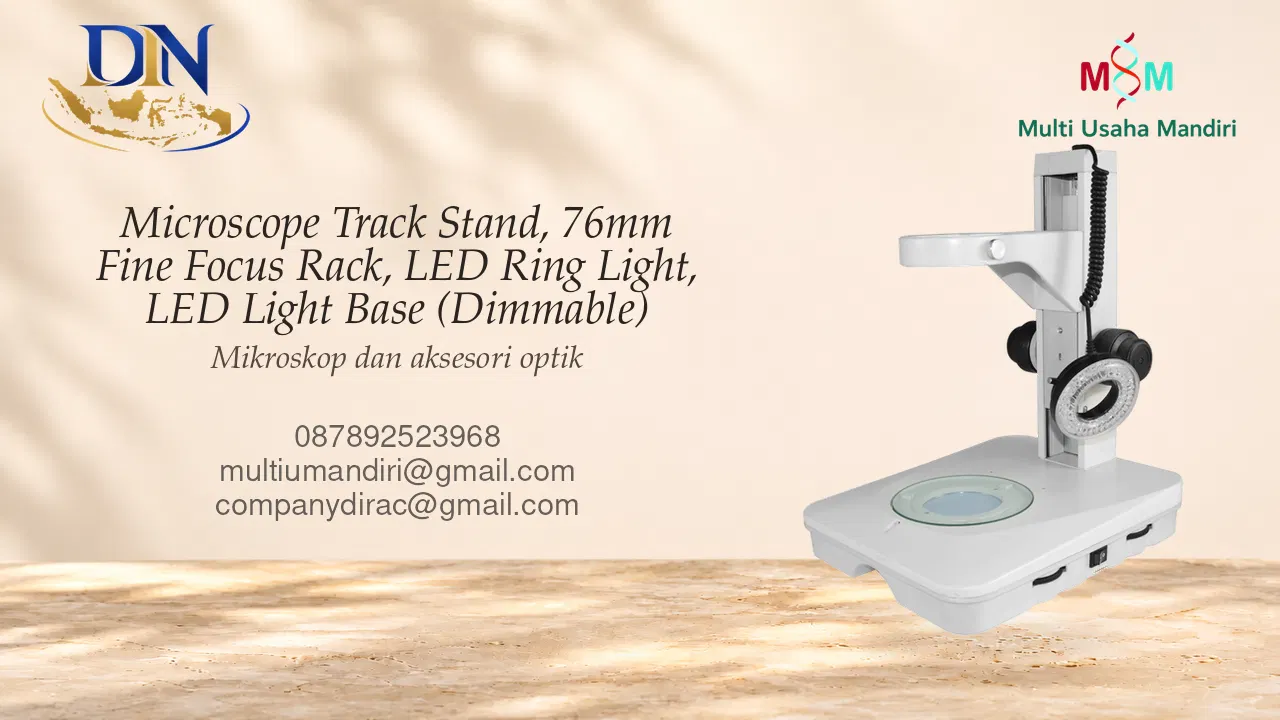 DIN
M M
Multi Usaha Mandiri
Microscope Track Stand, 76mm
Fine Focus Rack, LED Ring Light,
LED Light Base (Dimmable)
Mikroskop dan aksesori optik
087892523968
multiumandiri@gmail.com
companydirac@gmail.com